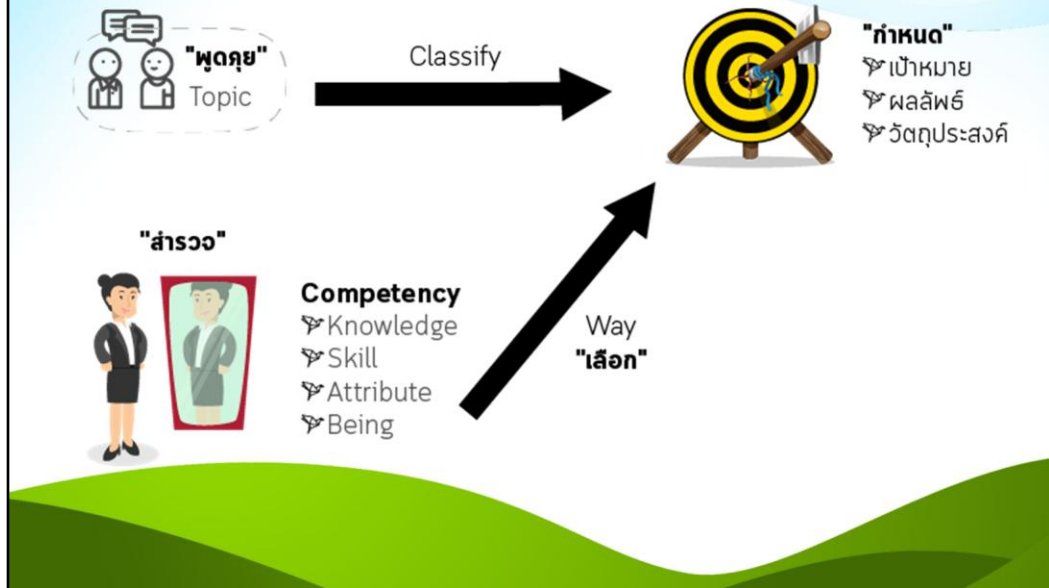 "พูดคุย"
Topic
Classify
"กำหนด"
เป้าหมาย
ผลลัพธ์
วัตถุประสงค์
"สำรวจ"
Competency
Knowledge
Skill
Attribute
Being
Way
"เลือก"